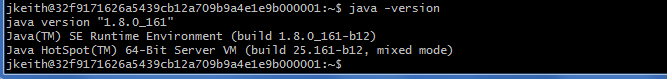 jkeith@32f9171626a5439cb12a709b9a4e1e9b000001:~$ java -version
java version "1.8.0_161"
Java(TM) SE Runtime Environment (build 1.8.0_161-b12)
Java HotSpot(TM) 64-Bit Server VM (build 25.161-b12, mixed mode)
jkeith@32f9171626a5439cb12a709b9a4e1e9b000001:~$